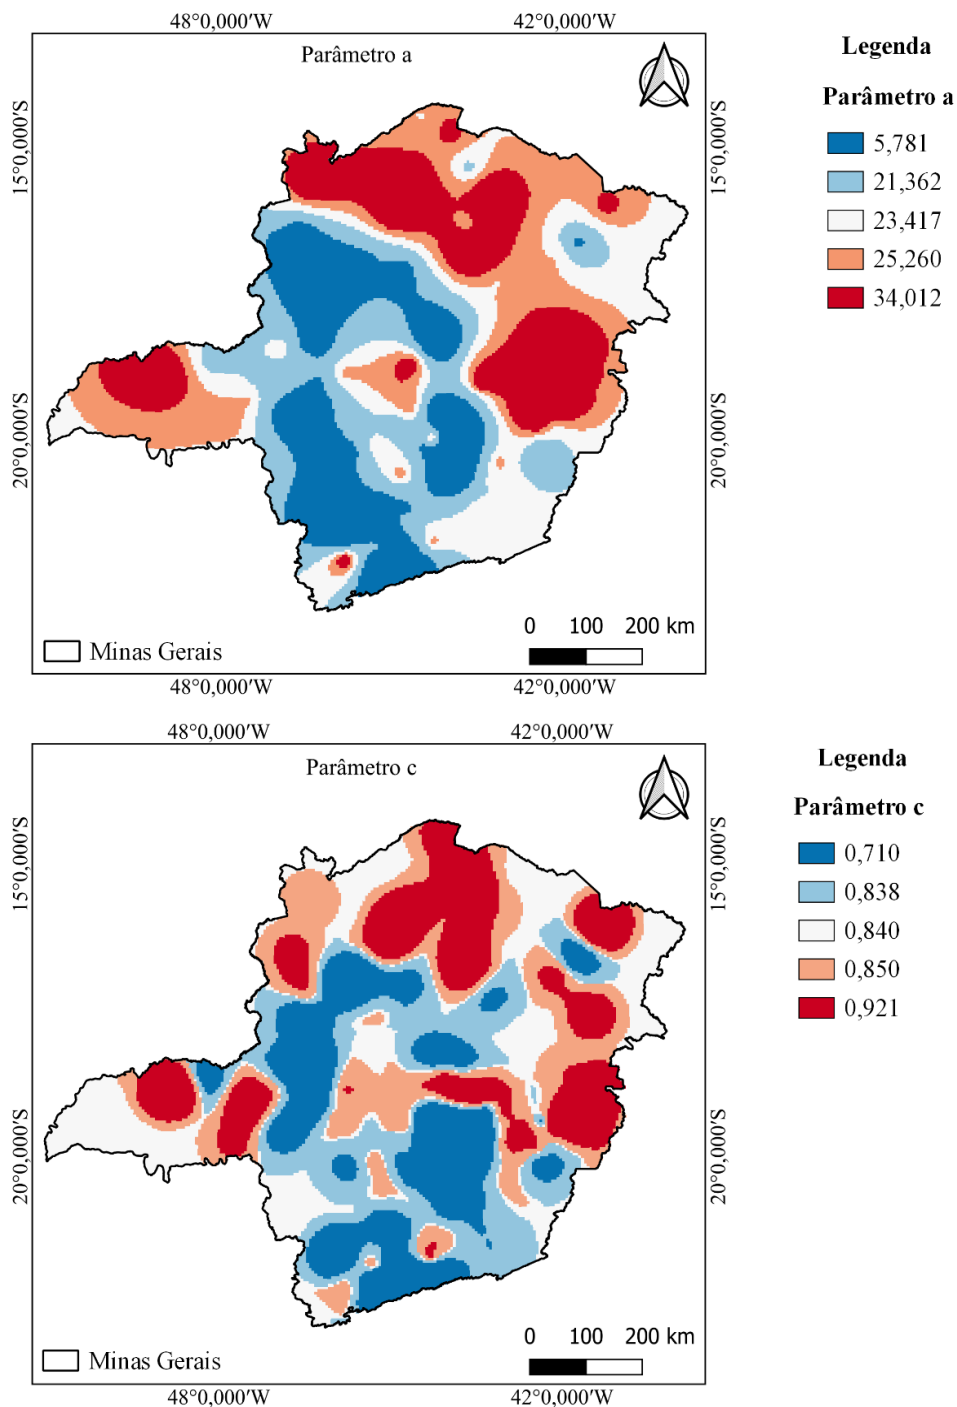 48°0,000′W 42°0,000′W
Parâmetro a
15°0,000′S 15°0,000′S
20°0,000′S 20°0,000′S
0 100 200 km
Minas Gerais
48°0,000′W 42°0,000′W
Legenda
Parâmetro a
5,781
21,362
23,417
25,260
34,012
48°0,000′W 42°0,000′W
Parâmetro c
15°0,000′S 15°0,000′S
20°0,000′S 20°0,000′S
0 100 200 km
Minas Gerais
48°0,000′W 42°0,000′W
Legenda
Parâmetro c
0,710
0,838
0,840
0,850
0,921